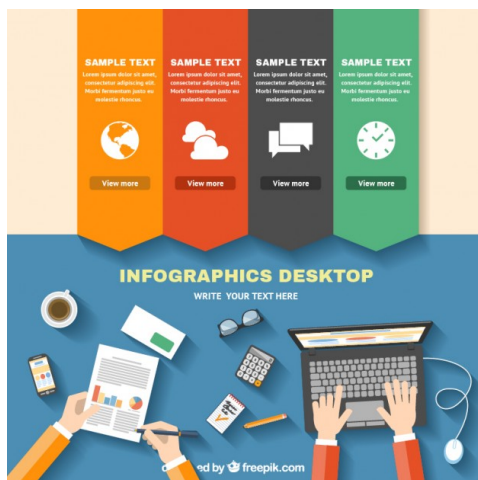 SAMPLE TEXT
Lorem ipsum dolor sit amet,
consectetur adipiscing elit.
Morbi fermentum justo eu
molestie rhoncus.
View more
SAMPLE TEXT
Lorem ipsum dolor sit amet,
consectetur adipiscing elit.
Morbi fermentum justo eu
molestie rhoncus.
View more
SAMPLE TEXT
Lorem ipsum dolor sit amet,
consectetur adipiscing elit.
Morbi fermentum justo eu
molestie rhoncus.
View more
SAMPLE TEXT
Lorem ipsum dolor sit amet,
consectetur adipiscing elit.
Morbi fermentum justo eu
molestie rhoncus.
View more
INFOGRAPHICS DESKTOP
WRITE YOUR TEXT HERE
by freepik.com